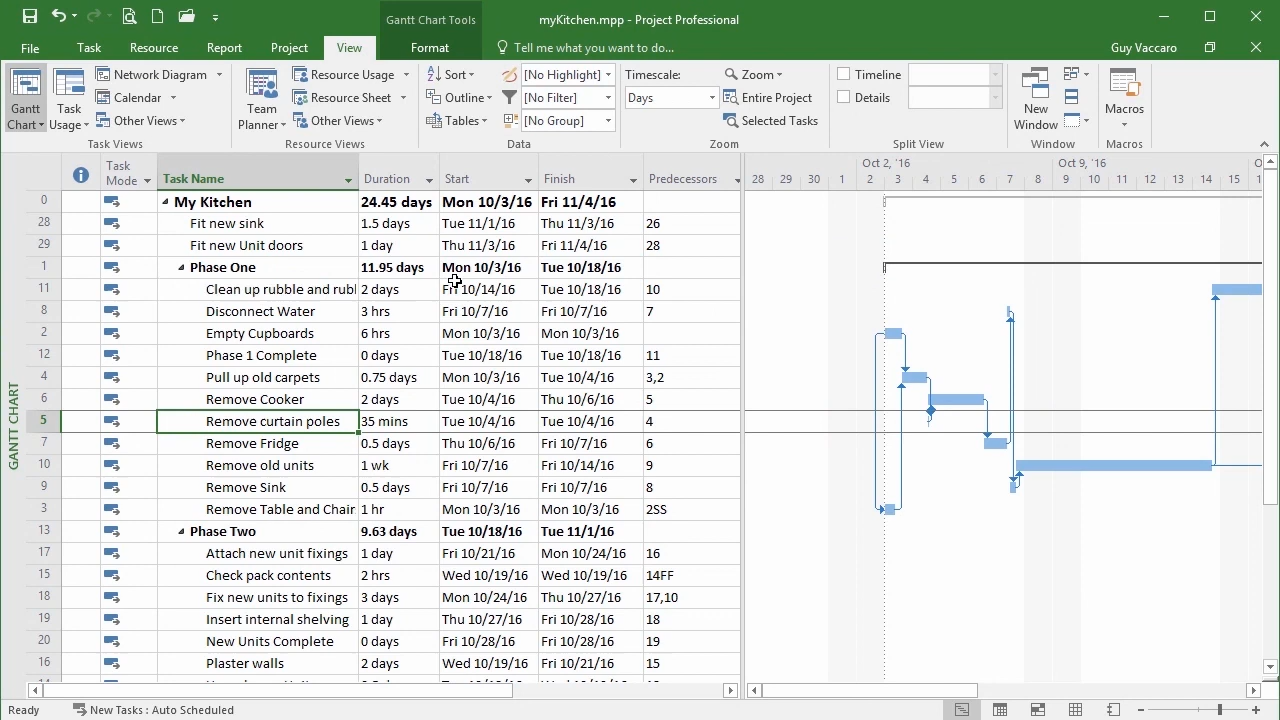 Gantt Chart Tools
myKitchen.mpp - Project Professional
File Task Resource Report Project View Format Tell me what you want to do... Guy Vaccaro
Gantt Chart
Task Usage
Network Diagram
Calendar
Other Views
Task Views
Team Planner
Resource Usage
Resource Sheet
Other Views
Resource Views
Sort
Outline
Tables
[No Highlight]
[No Filter]
[No Group]
Data
Timescale:
Days
Zoom
Entire Project
Selected Tasks
Zoom
Timeline
Details
Split View
New Window
Window
Macros
Macros
GANTT CHART
Task Mode Task Name Duration Start Finish Predecessors
Oct 2, '16 Oct 9, '16
28 29 30 1 2 3 4 5 6 7 8 9 10 11 12 13 14 15
0 My Kitchen 24.45 days Mon 10/3/16 Fri 11/4/16
28 Fit new sink 1.5 days Tue 11/1/16 Thu 11/3/16 26
29 Fit new Unit doors 1 day Thu 11/3/16 Fri 11/4/16 28
1 Phase One 11.95 days Mon 10/3/16 Tue 10/18/16
11 Clean up rubble and rubl 2 days Fri 10/14/16 Tue 10/18/16 10
8 Disconnect Water 3 hrs Fri 10/7/16 Fri 10/7/16 7
2 Empty Cupboards 6 hrs Mon 10/3/16 Mon 10/3/16
12 Phase 1 Complete 0 days Tue 10/18/16 Tue 10/18/16 11
4 Pull up old carpets 0.75 days Mon 10/3/16 Tue 10/4/16 3,2
6 Remove Cooker 2 days Tue 10/4/16 Thu 10/6/16 5
5 Remove curtain poles 35 mins Tue 10/4/16 Tue 10/4/16 4
7 Remove Fridge 0.5 days Thu 10/6/16 Fri 10/7/16 6
10 Remove old units 1 wk Fri 10/7/16 Fri 10/14/16 9
9 Remove Sink 0.5 days Fri 10/7/16 Fri 10/7/16 8
3 Remove Table and Chair 1 hr Mon 10/3/16 Mon 10/3/16 2SS
13 Phase Two 9.63 days Tue 10/18/16 Tue 11/1/16
17 Attach new unit fixings 1 day Fri 10/21/16 Mon 10/24/16 16
15 Check pack contents 2 hrs Wed 10/19/16 Wed 10/19/16 14FF
18 Fix new units to fixings 3 days Mon 10/24/16 Thu 10/27/16 17,10
19 Insert internal shelving 1 day Thu 10/27/16 Fri 10/28/16 18
20 New Units Complete 0 days Fri 10/28/16 Fri 10/28/16 19
16 Plaster walls 2 days Wed 10/19/16 Fri 10/21/16 15
Ready New Tasks : Auto Scheduled